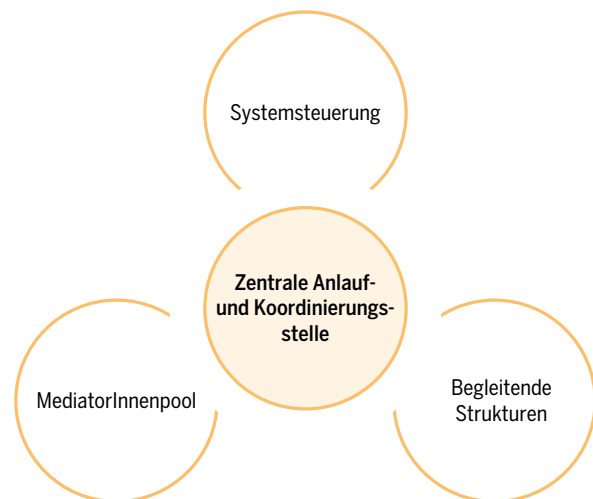 Systemsteuerung
Zentrale Anlauf-
und Koordinierungs-
stelle
MediatorInnenpool
Begleitende
Strukturen